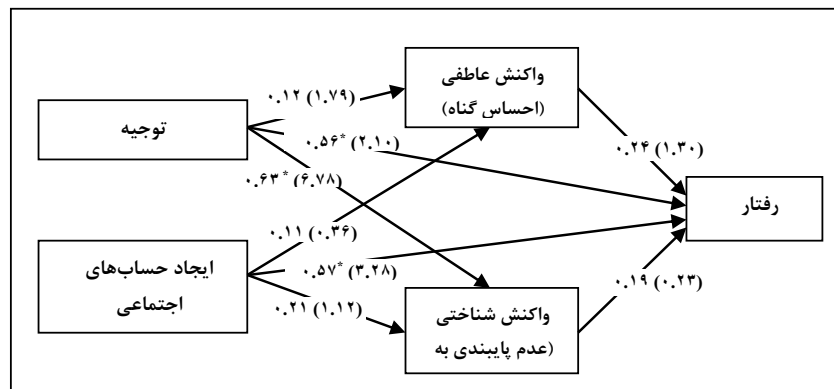 واکنش عاطفی
(احساس گناه)
۰.۱۲ (۱.۷۹)
توجیه
۰.۵۶* (۲.۱۰)
۰.۲۴ (۱.۳۰)
۰.۶۳* (۶.۷۸)
رفتار
۰.۱۱ (۰.۳۶)
ایجاد حساب‌های
اجتماعی
۰.۵۷* (۳.۲۸)
۰.۱۹ (۰.۲۳)
۰.۲۱ (۱.۱۲)
واکنش شناختی
(عدم پایبندی به